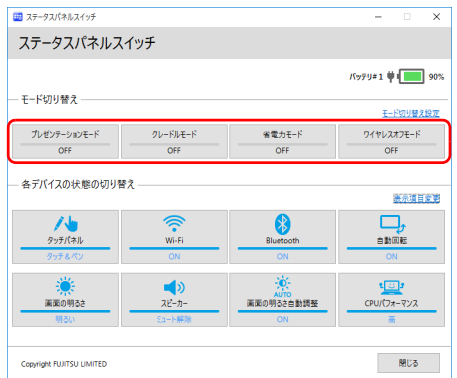 ステータスパネルスイッチ
ステータスパネルスイッチ
バッテリ#1 90%
モード切り替え
モード切り替え設定
プレゼンテーションモード クレードルモード 省電力モード ワイヤレスオフモード
OFF OFF OFF OFF
各デバイスの状態の切り替え
表示項目変更
タッチパネル Wi-Fi Bluetooth 自動回転
タッチ＆ペン ON ON ON
AUTO
画面の明るさ スピーカー 画面の明るさ自動調整 CPUパフォーマンス
明るい ミュート解除 ON 高
Copyright FUJITSU LIMITED 閉じる